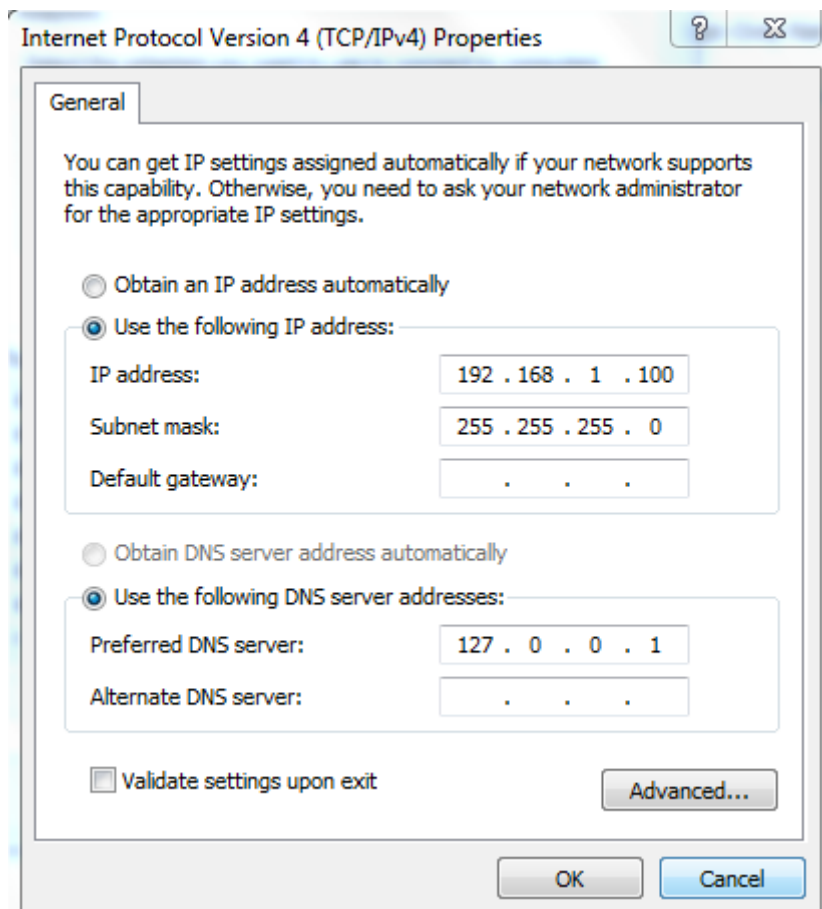 Internet Protocol Version 4 (TCP/IPv4) Properties
General
You can get IP settings assigned automatically if your network supports
this capability. Otherwise, you need to ask your network administrator
for the appropriate IP settings.
Obtain an IP address automatically
Use the following IP address:
IP address: 192 . 168 . 1 . 100
Subnet mask: 255 . 255 . 255 . 0
Default gateway: . . .
Obtain DNS server address automatically
Use the following DNS server addresses:
Preferred DNS server: 127 . 0 . 0 . 1
Alternate DNS server: . . .
Validate settings upon exit
Advanced...
OK Cancel